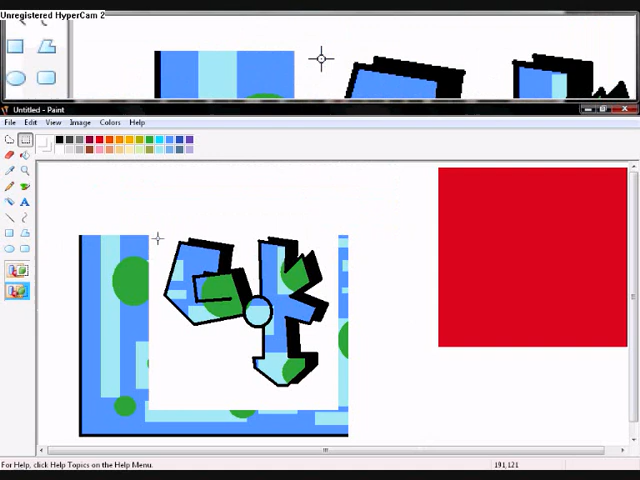 Unregistered HyperCam 2
Untitled - Paint
File Edit View Image Colors Help
For Help, click Help Topics on the Help Menu.
191,121